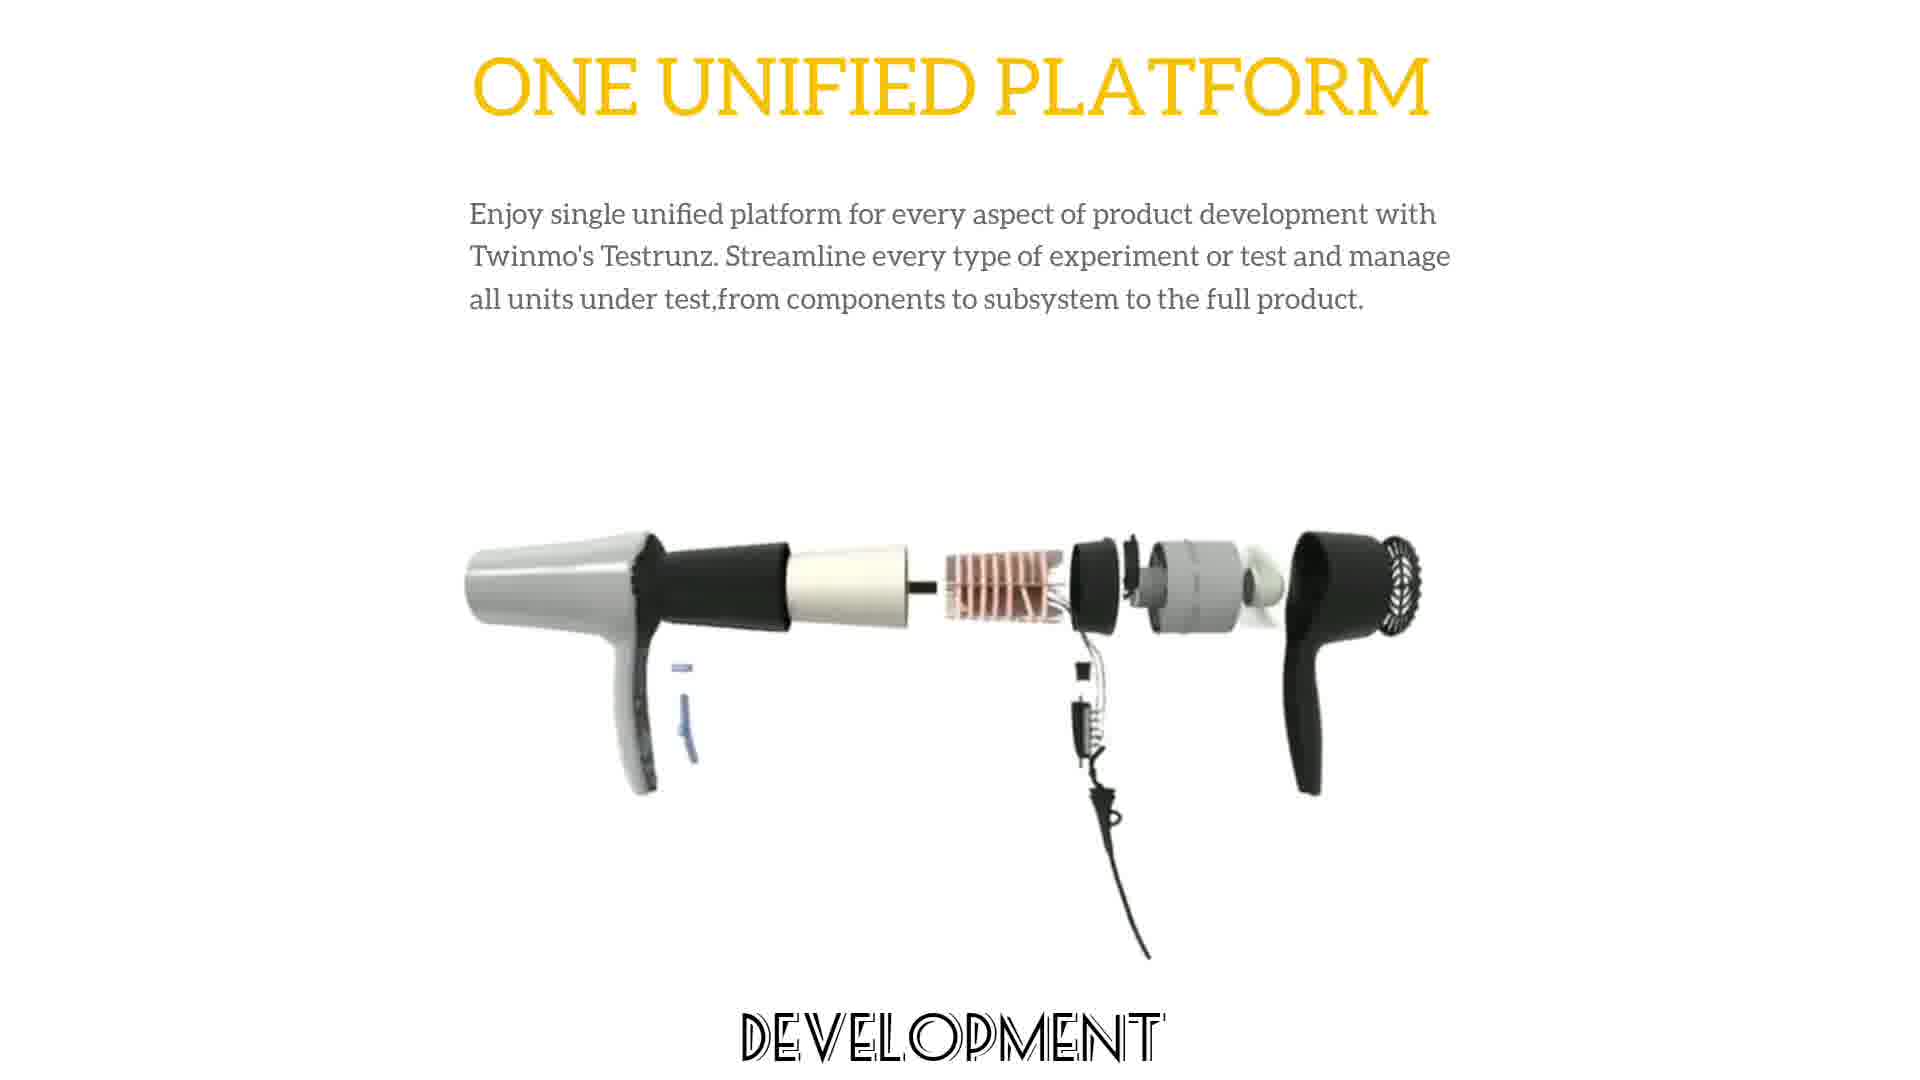 ONE UNIFIED PLATFORM
Enjoy single unified platform for every aspect of product development with
Twinmo's Testrunz. Streamline every type of experiment or test and manage
all units under test,from components to subsystem to the full product.
DEVELOPMENT